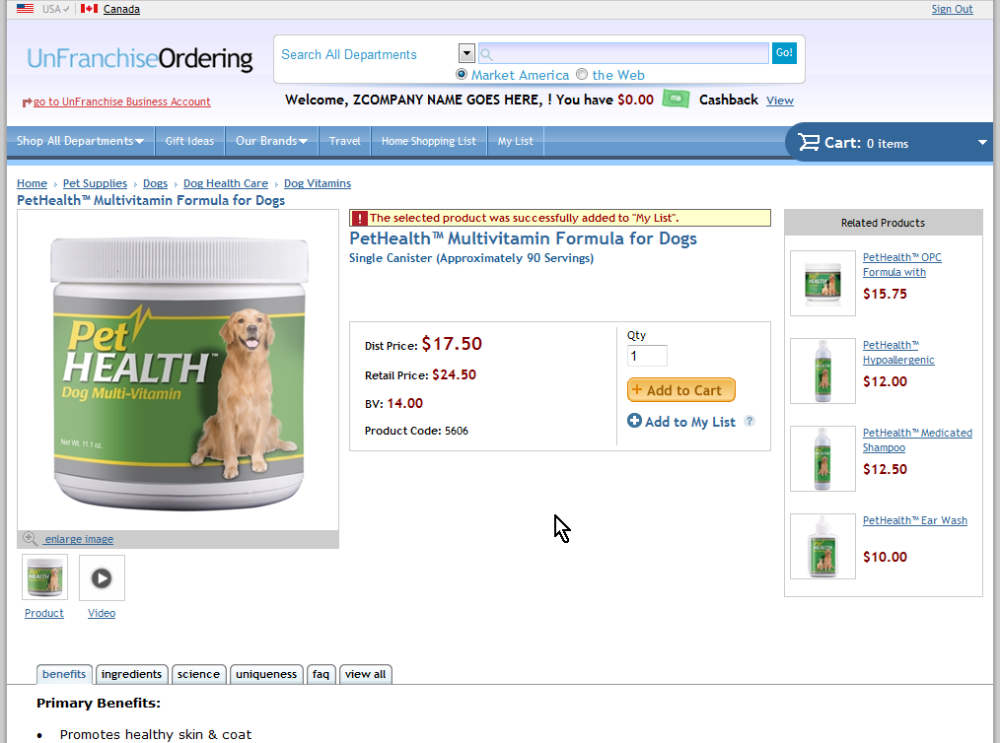 USA
Canada
Sign Out
UnFranchiseOrdering
Search All Departments
Go!
Market America the Web
go to UnFranchise Business Account
Welcome, ZCOMPANY NAME GOES HERE, ! You have $0.00 ma Cashback View
Shop All Departments Gift Ideas Our Brands Travel Home Shopping List My List
Cart: 0 items
Home › Pet Supplies › Dogs › Dog Health Care › Dog Vitamins
PetHealth™ Multivitamin Formula for Dogs
! The selected product was successfully added to "My List".
PetHealth™ Multivitamin Formula for Dogs
Single Canister (Approximately 90 Servings)
Pet
HEALTH™
Dog Multi-Vitamin
Net Wt. 11.1 oz.
enlarge image
Product
Video
Dist Price: $17.50
Retail Price: $24.50
BV: 14.00
Product Code: 5606
Qty
1
+ Add to Cart
Add to My List ?
Related Products
PetHealth™ OPC
Formula with
$15.75
PetHealth™
Hypoallergenic
$12.00
PetHealth™ Medicated
Shampoo
$12.50
PetHealth™ Ear Wash
$10.00
benefits ingredients science uniqueness faq view all
Primary Benefits:
• Promotes healthy skin & coat